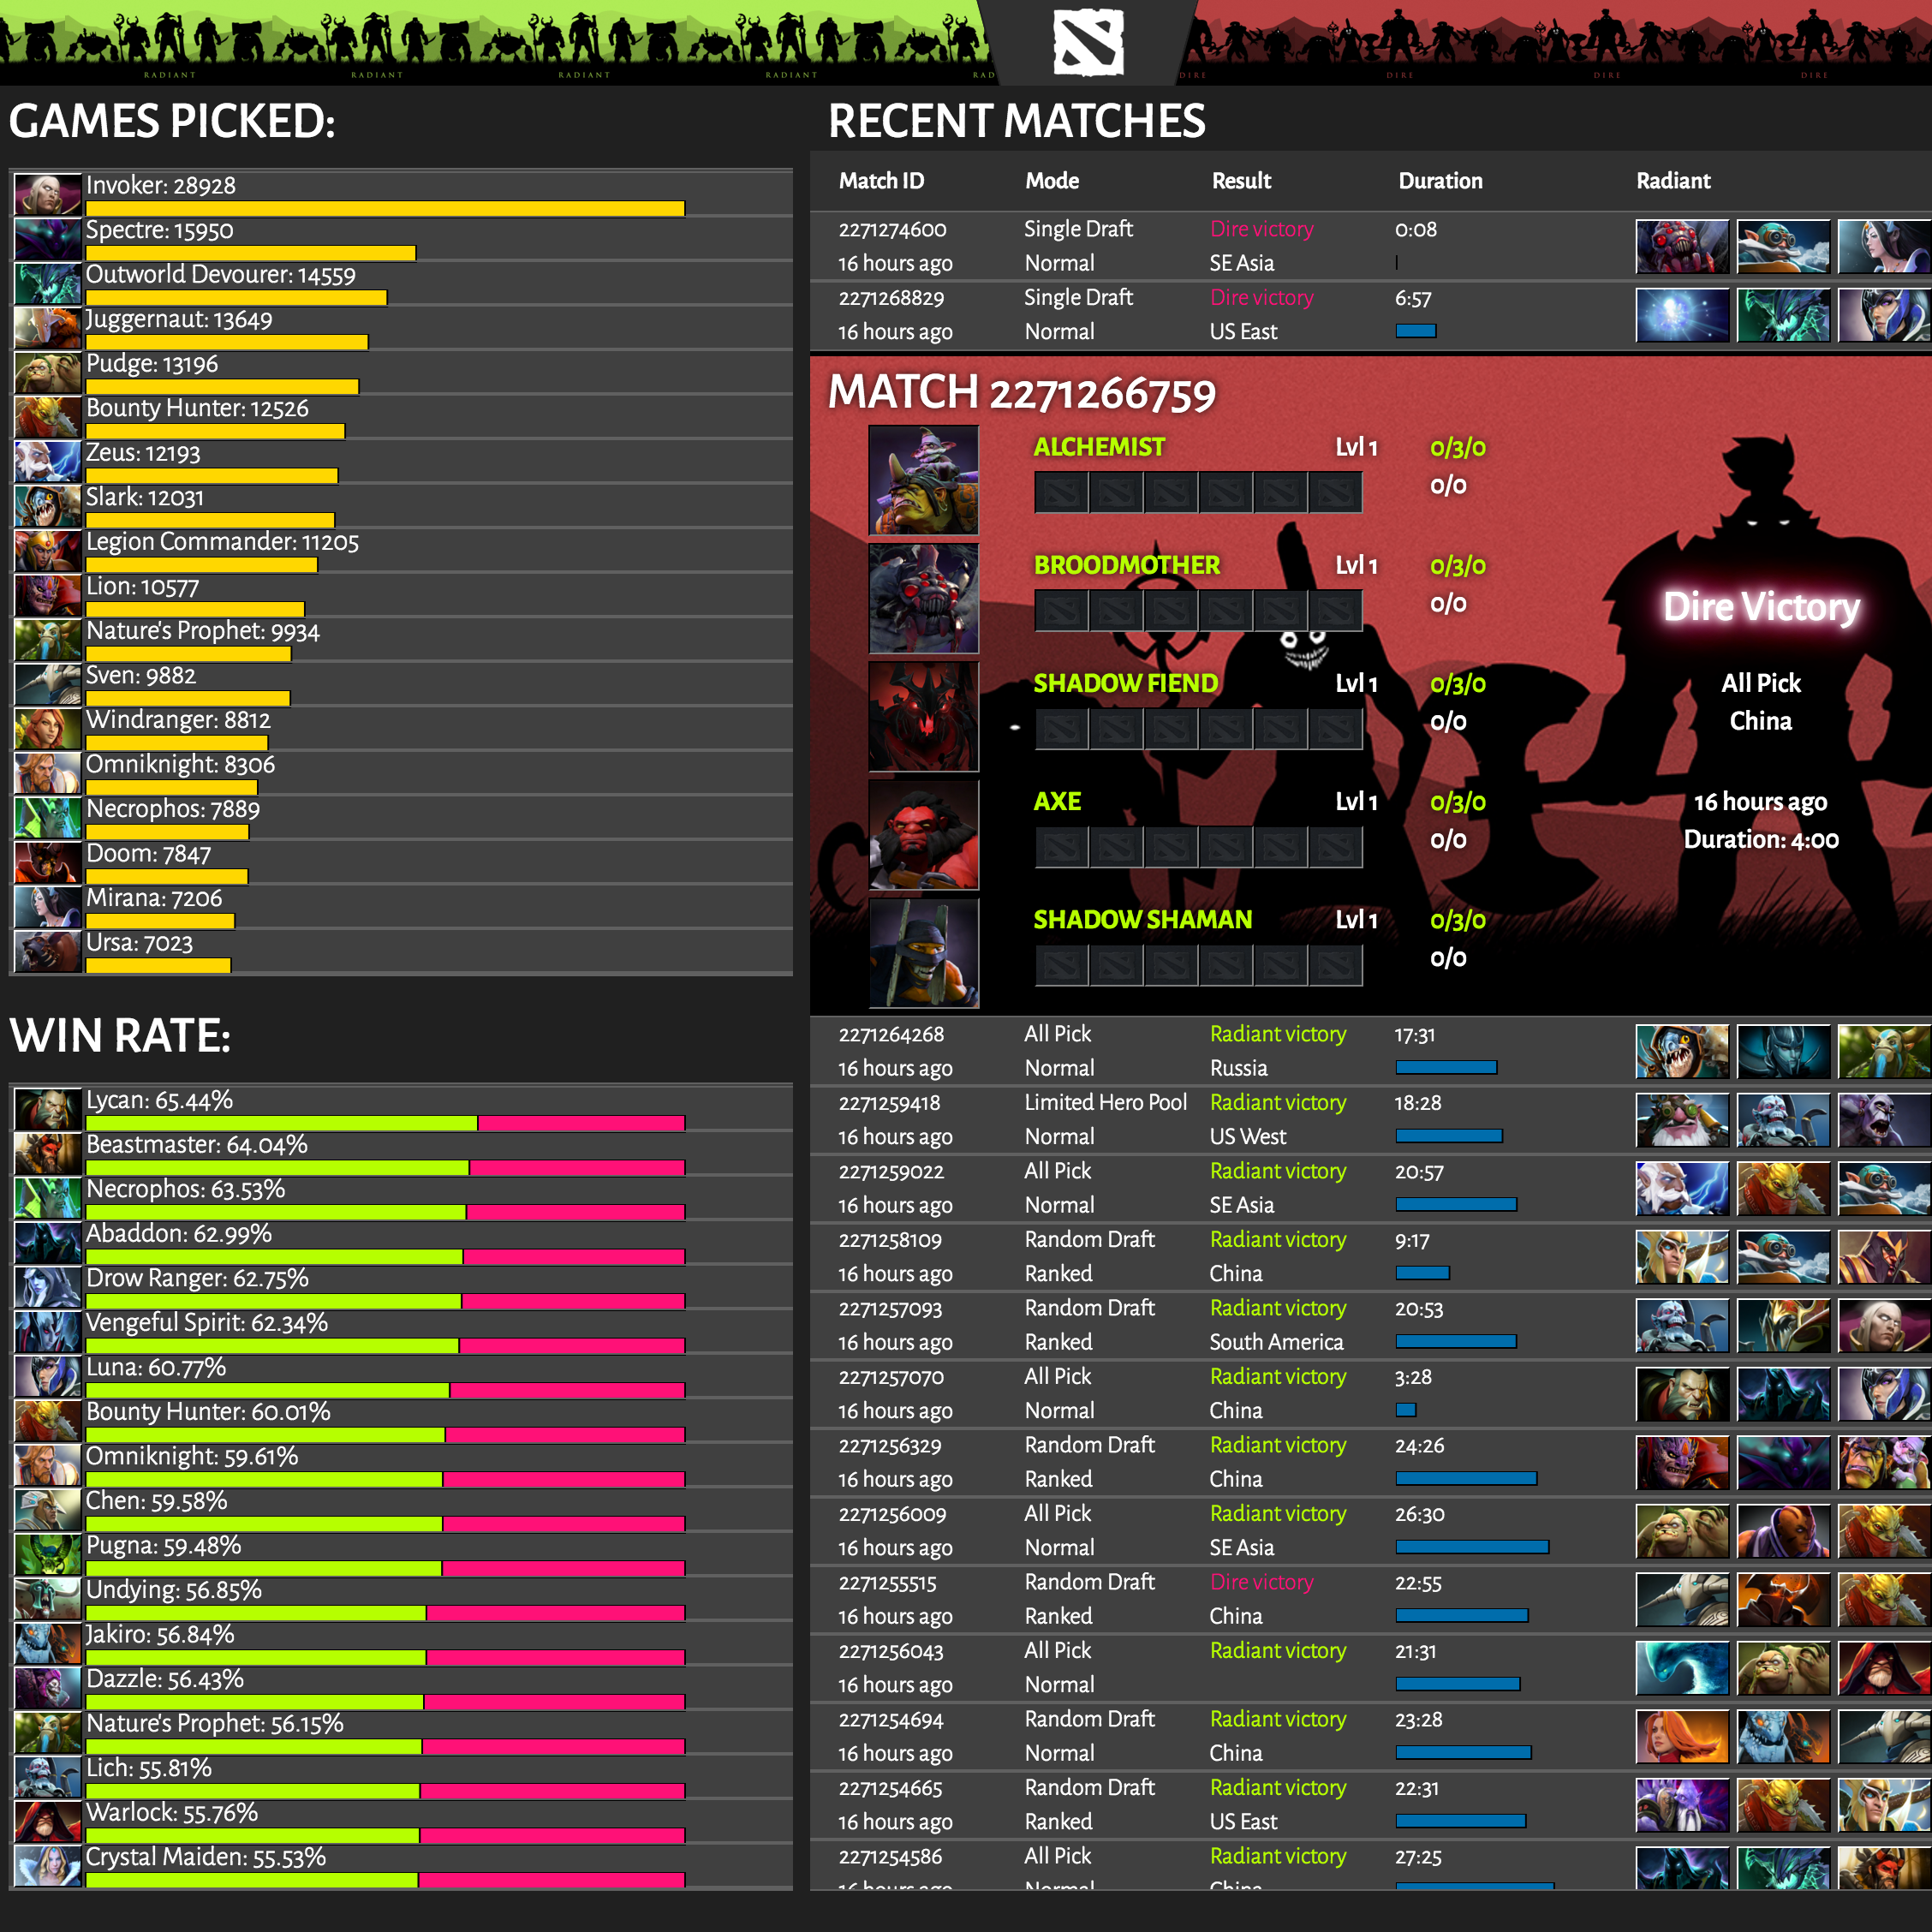 RADIANT RADIANT RADIANT RADIANT RAD DIRE DIRE DIRE DIRE
GAMES PICKED:
Invoker: 28928
Spectre: 15950
Outworld Devourer: 14559
Juggernaut: 13649
Pudge: 13196
Bounty Hunter: 12526
Zeus: 12193
Slark: 12031
Legion Commander: 11205
Lion: 10577
Nature's Prophet: 9934
Sven: 9882
Windranger: 8812
Omniknight: 8306
Necrophos: 7889
Doom: 7847
Mirana: 7206
Ursa: 7023
WIN RATE:
Lycan: 65.44%
Beastmaster: 64.04%
Necrophos: 63.53%
Abaddon: 62.99%
Drow Ranger: 62.75%
Vengeful Spirit: 62.34%
Luna: 60.77%
Bounty Hunter: 60.01%
Omniknight: 59.61%
Chen: 59.58%
Pugna: 59.48%
Undying: 56.85%
Jakiro: 56.84%
Dazzle: 56.43%
Nature's Prophet: 56.15%
Lich: 55.81%
Warlock: 55.76%
Crystal Maiden: 55.53%
RECENT MATCHES
Match ID Mode Result Duration Radiant
2271274600 Single Draft Dire victory 0:08
16 hours ago Normal SE Asia
2271268829 Single Draft Dire victory 6:57
16 hours ago Normal US East
MATCH 2271266759
ALCHEMIST Lvl 1 0/3/0
0/0
BROODMOTHER Lvl 1 0/3/0
0/0
SHADOW FIEND Lvl 1 0/3/0
0/0
AXE Lvl 1 0/3/0
0/0
SHADOW SHAMAN Lvl 1 0/3/0
0/0
Dire Victory
All Pick
China
16 hours ago
Duration: 4:00
2271264268 All Pick Radiant victory 17:31
16 hours ago Normal Russia
2271259418 Limited Hero Pool Radiant victory 18:28
16 hours ago Normal US West
2271259022 All Pick Radiant victory 20:57
16 hours ago Normal SE Asia
2271258109 Random Draft Radiant victory 9:17
16 hours ago Ranked China
2271257093 Random Draft Radiant victory 20:53
16 hours ago Ranked South America
2271257070 All Pick Radiant victory 3:28
16 hours ago Normal China
2271256329 Random Draft Radiant victory 24:26
16 hours ago Ranked China
2271256009 All Pick Radiant victory 26:30
16 hours ago Normal SE Asia
2271255515 Random Draft Dire victory 22:55
16 hours ago Ranked China
2271256043 All Pick Radiant victory 21:31
16 hours ago Normal
2271254694 Random Draft Radiant victory 23:28
16 hours ago Normal China
2271254665 Random Draft Radiant victory 22:31
16 hours ago Ranked US East
2271254586 All Pick Radiant victory 27:25
16 hours ago Normal China